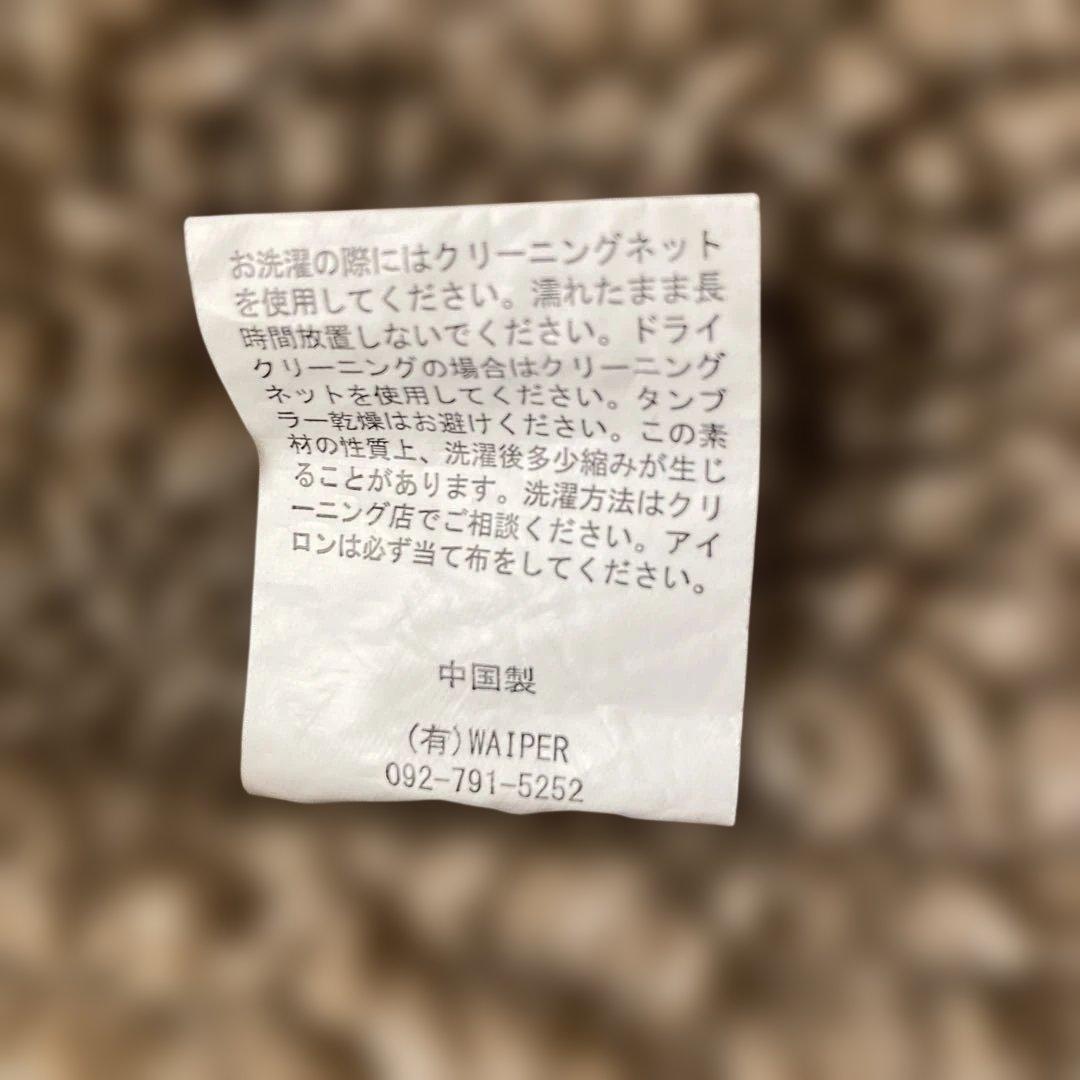 お洗濯の際にはクリーニングネット
を使用してください。濡れたまま長
時間放置しないでください。ドライ
クリーニングの場合はクリーニング
ネットを使用してください。タンブ
ラー乾燥はお避けください。この素
材の性質上、洗濯後多少縮みが生じ
ることがあります。洗濯方法はクリ
ーニング店でご相談ください。アイ
ロンは必ず当て布をしてください。
中国製
(有)WAIPER
092-791-5252